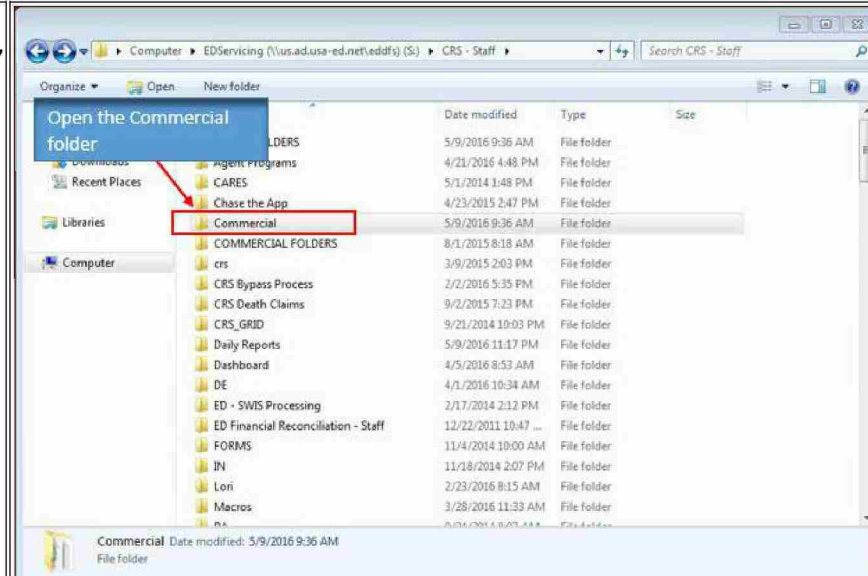 Computer ▸ EDServicing (\\us.ad.usa-ed.net\eddfs) (S:) ▸ CRS - Staff ▸
Search CRS - Staff
Organize
Open
New folder
Open the Commercial
folder
Date modified
Type
Size
LDERS 5/9/2016 9:36 AM File folder
Downloads
Agent Programs 4/21/2016 4:48 PM File folder
Recent Places
CARES 5/1/2014 1:48 PM File folder
Chase the App 4/23/2015 2:47 PM File folder
Libraries
Commercial 5/9/2016 9:36 AM File folder
COMMERCIAL FOLDERS 8/1/2015 8:18 AM File folder
Computer
crs 3/9/2015 2:03 PM File folder
CRS Bypass Process 2/2/2016 5:35 PM File folder
CRS Death Claims 9/2/2015 7:23 PM File folder
CRS_GRID 9/21/2014 10:03 PM File folder
Daily Reports 5/9/2016 11:17 PM File folder
Dashboard 4/5/2016 8:53 AM File folder
DE 4/1/2016 10:34 AM File folder
ED - SWIS Processing 2/17/2014 2:12 PM File folder
ED Financial Reconciliation - Staff 12/22/2011 10:47 ... File folder
FORMS 11/4/2014 10:00 AM File folder
IN 11/18/2014 2:07 PM File folder
Lori 2/23/2016 8:15 AM File folder
Macros 3/28/2016 11:33 AM File folder
Commercial Date modified: 5/9/2016 9:36 AM
File folder